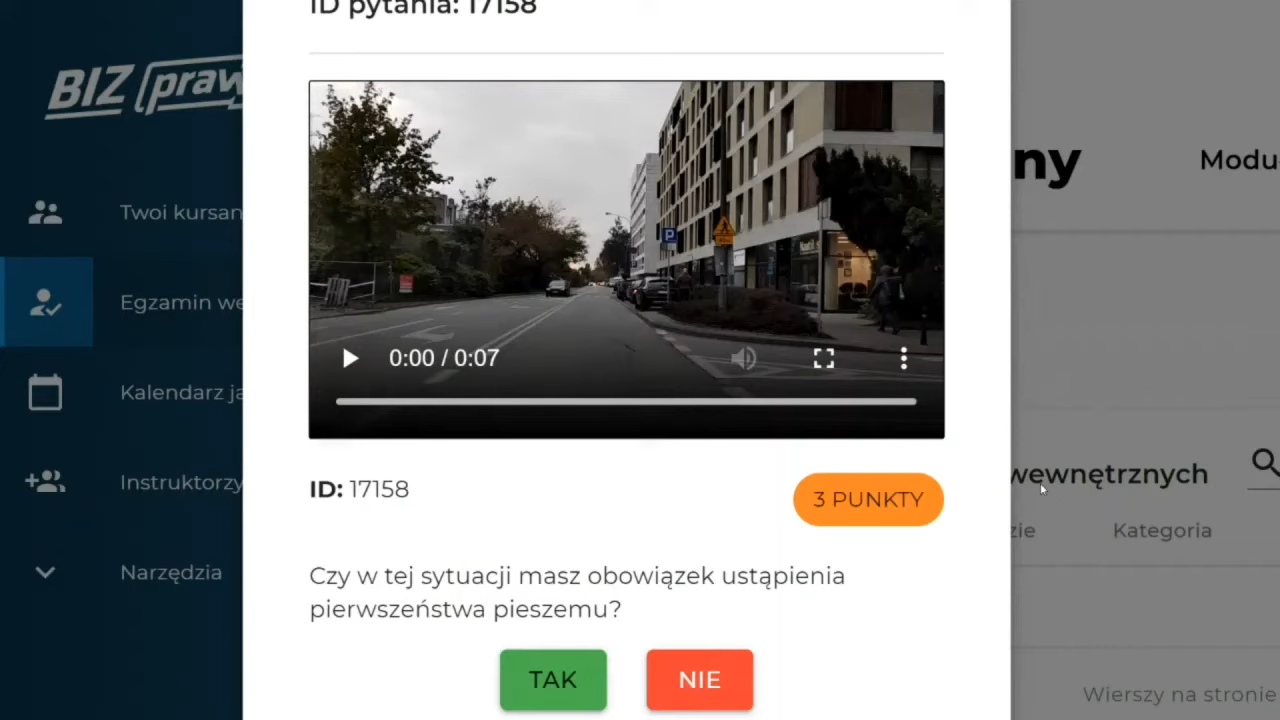 ID pytania: 17158
BIZ praw
ny
Modu
Twoi kursan
Egzamin we
Kalendarz ja
Instruktorzy
Narzędzia
P
0:00 / 0:07
ID: 17158
3 PUNKTY
wewnętrznych
zie
Kategoria
Czy w tej sytuacji masz obowiązek ustąpienia
pierwszeństwa pieszemu?
TAK
NIE
Wierszy na stronie